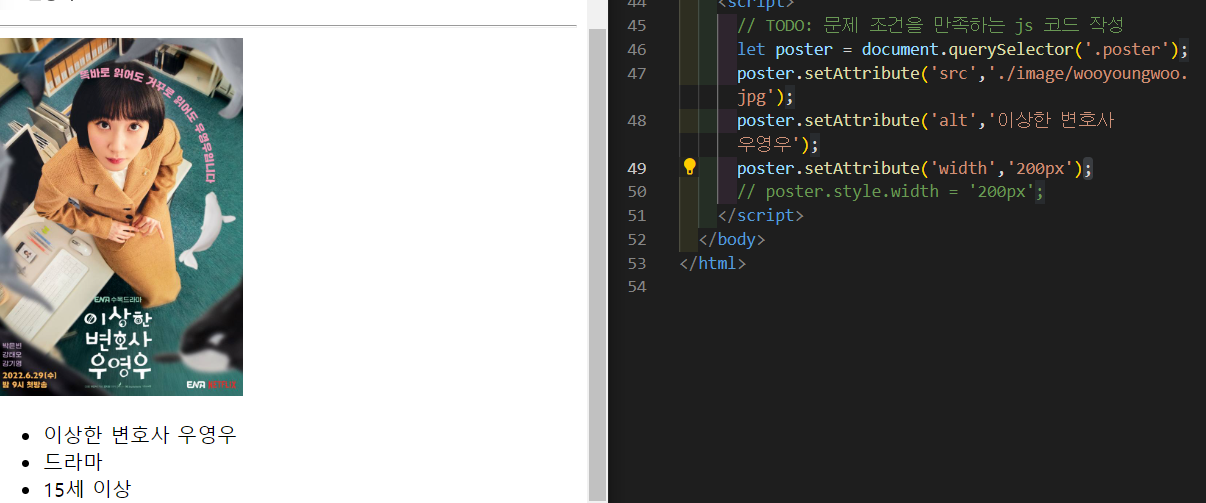 똑바로 읽어도 거꾸로 읽어도 우영우입니다
ENA 수목드라마
이상한
변호사
우영우
박은빈
강태오
강기영
2022.6.29(수)
밤 9시 첫방송
ENA
이상한 변호사 우영우
드라마
15세 이상
44 <script>
45 // TODO: 문제 조건을 만족하는 js 코드 작성
46 let poster = document.querySelector('.poster');
47 poster.setAttribute('src','./image/wooyoungwoo.
jpg');
48 poster.setAttribute('alt','이상한 변호사
우영우');
49 poster.setAttribute('width','200px');
50 // poster.style.width = '200px';
51 </script>
52 </body>
53 </html>
54